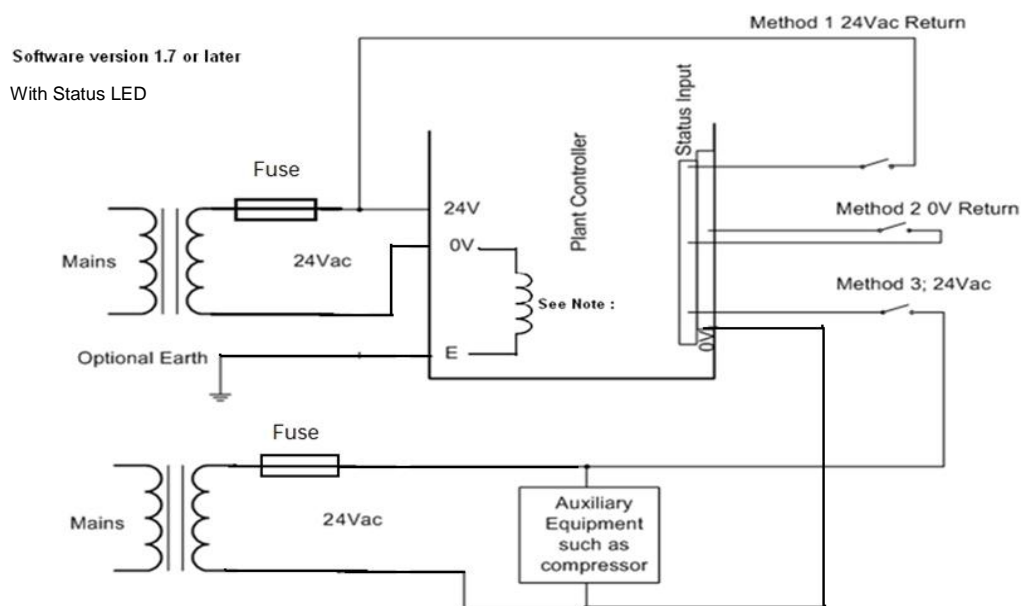 Method 1 24Vac Return
Software version 1.7 or later
With Status LED
Status Input
Plant Controller
Fuse
24V
Method 2 0V Return
0V
Mains
24Vac
Method 3; 24Vac
See Note :
0V
Optional Earth
E
Fuse
Mains
24Vac
Auxiliary
Equipment
such as
compressor